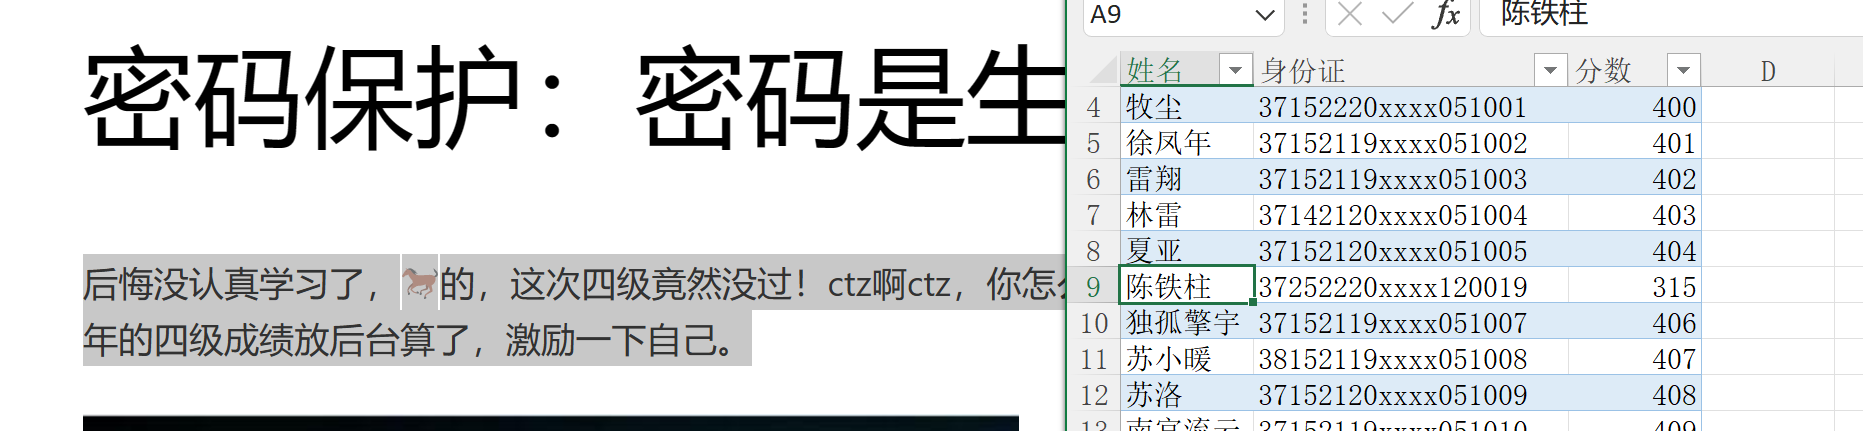 密码保护：密码是生
后悔没认真学习了，🐎的，这次四级竟然没过！ctz啊ctz，你怎么
年的四级成绩放后台算了，激励一下自己。
A9 fx 陈铁柱
姓名 身份证 分数 D
4 牧尘 37152220xxxx051001 400
5 徐凤年 37152119xxxx051002 401
6 雷翔 37152119xxxx051003 402
7 林雷 37142120xxxx051004 403
8 夏亚 37152120xxxx051005 404
9 陈铁柱 37252220xxxx120019 315
10 独孤擎宇 37152119xxxx051007 406
11 苏小暖 38152119xxxx051008 407
12 苏洛 37152120xxxx051009 408
13 南宫流云 37152119xxxx051010 409